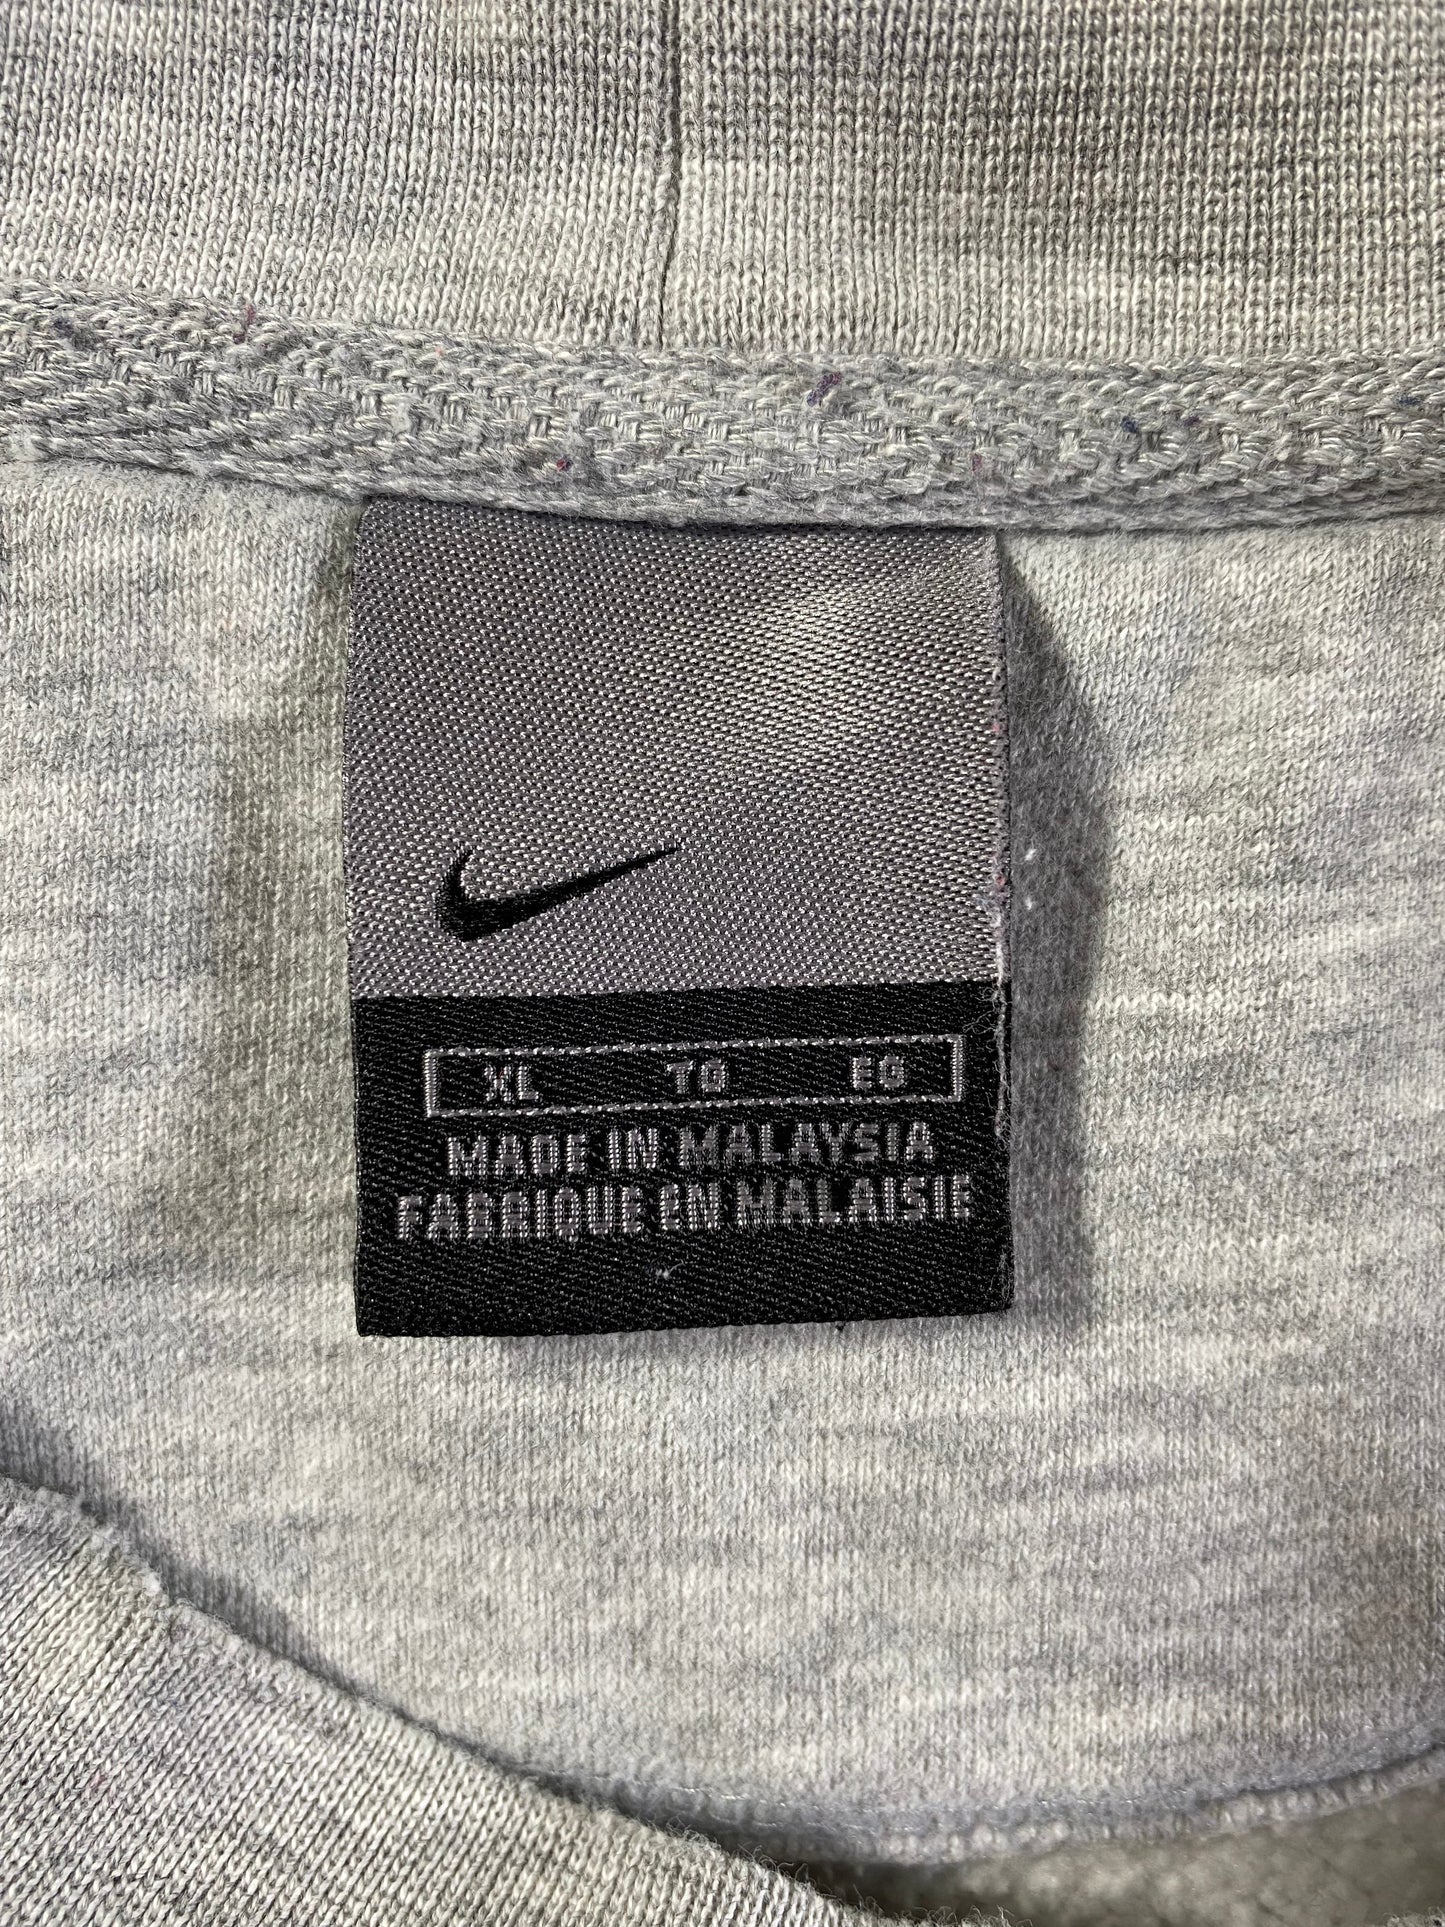 XL TG EG
MADE IN MALAYSIA
FABRIQUE EN MALAISIE